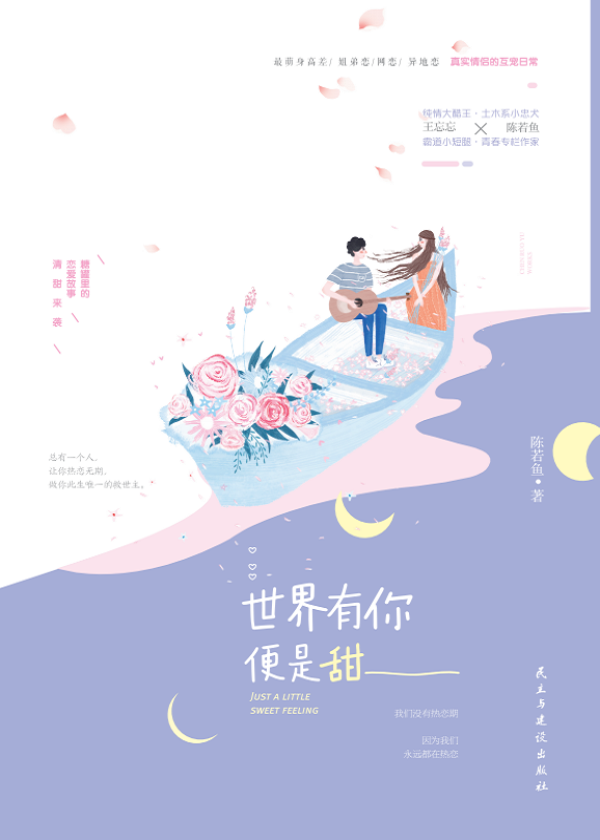 最萌身高差/ 姐弟恋/网恋/ 异地恋 真实情侣的互宠日常
纯情大醋王·土木系小忠犬
王忘忘 × 陈若鱼
霸道小短腿·青春专栏作家
糖罐里的
恋爱故事
清甜来袭
总有一个人，
让你热恋无期，
做你此生唯一的救世主。
陈若鱼·著
世界有你
便是甜
JUST A LITTLE
SWEET FEELING
我们没有热恋期
因为我们
永远都在热恋
民主与建设出版社